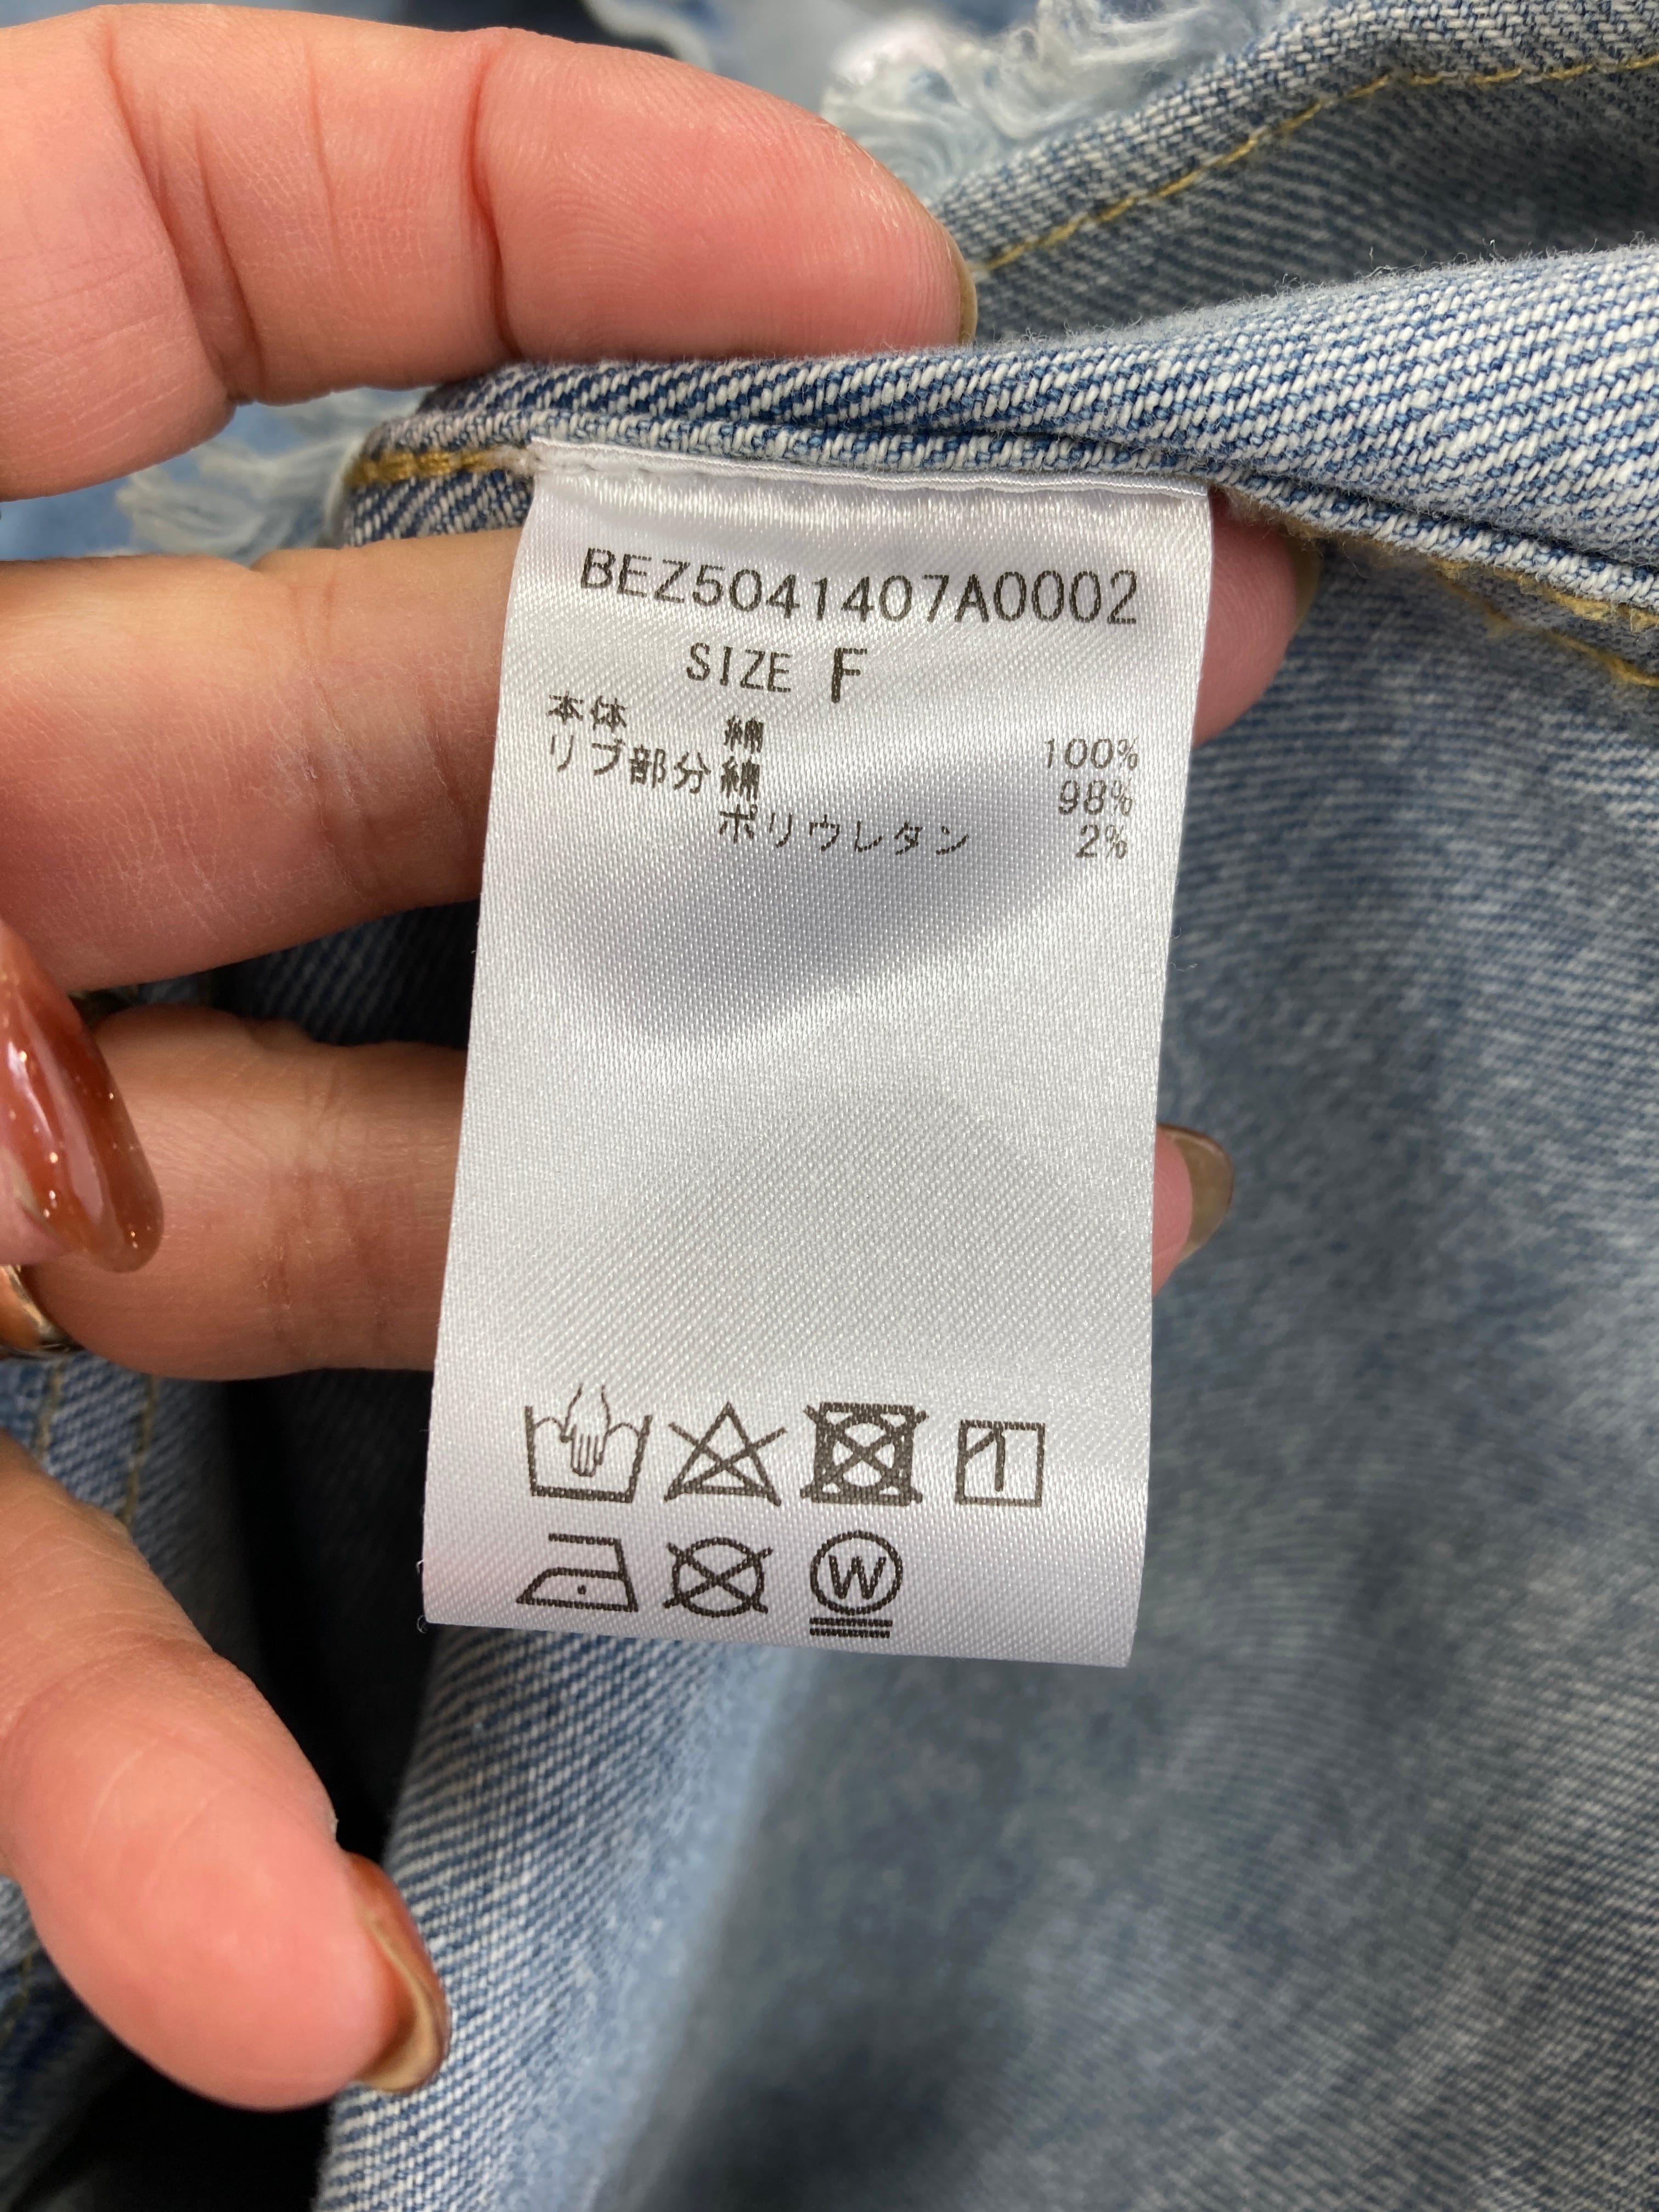 BEZ5041407A0002
SIZE F
本体 綿 100%
リブ部分 綿 98%
ポリウレタン 2%
W